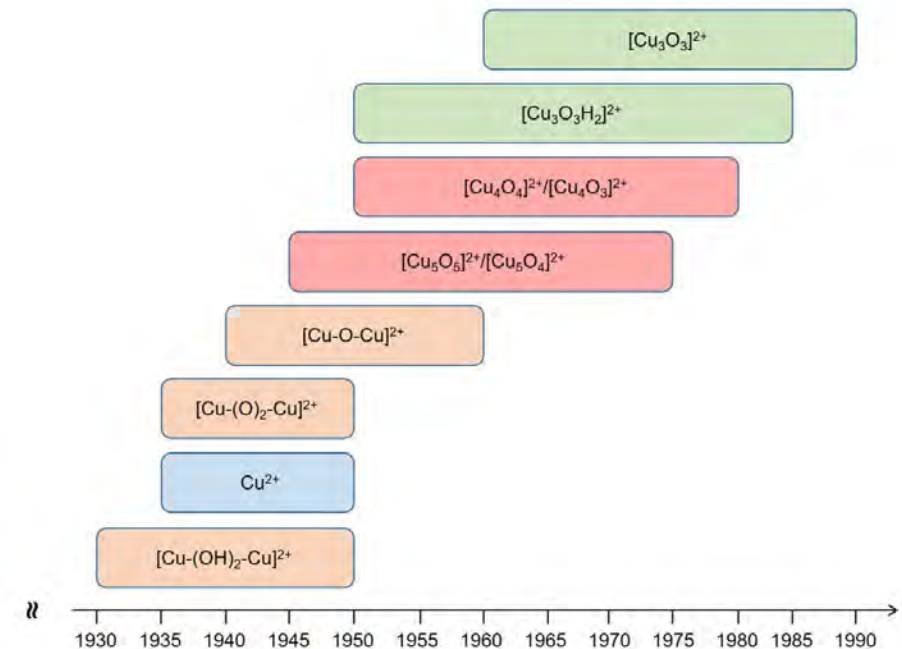 [Cu₃O₃]²⁺
[Cu₃O₃H₂]²⁺
[Cu₄O₄]²⁺/[Cu₄O₃]²⁺
[Cu₅O₅]²⁺/[Cu₅O₄]²⁺
[Cu-O-Cu]²⁺
[Cu-(O)₂-Cu]²⁺
Cu²⁺
[Cu-(OH)₂-Cu]²⁺
≈
1930 1935 1940 1945 1950 1955 1960 1965 1970 1975 1980 1985 1990